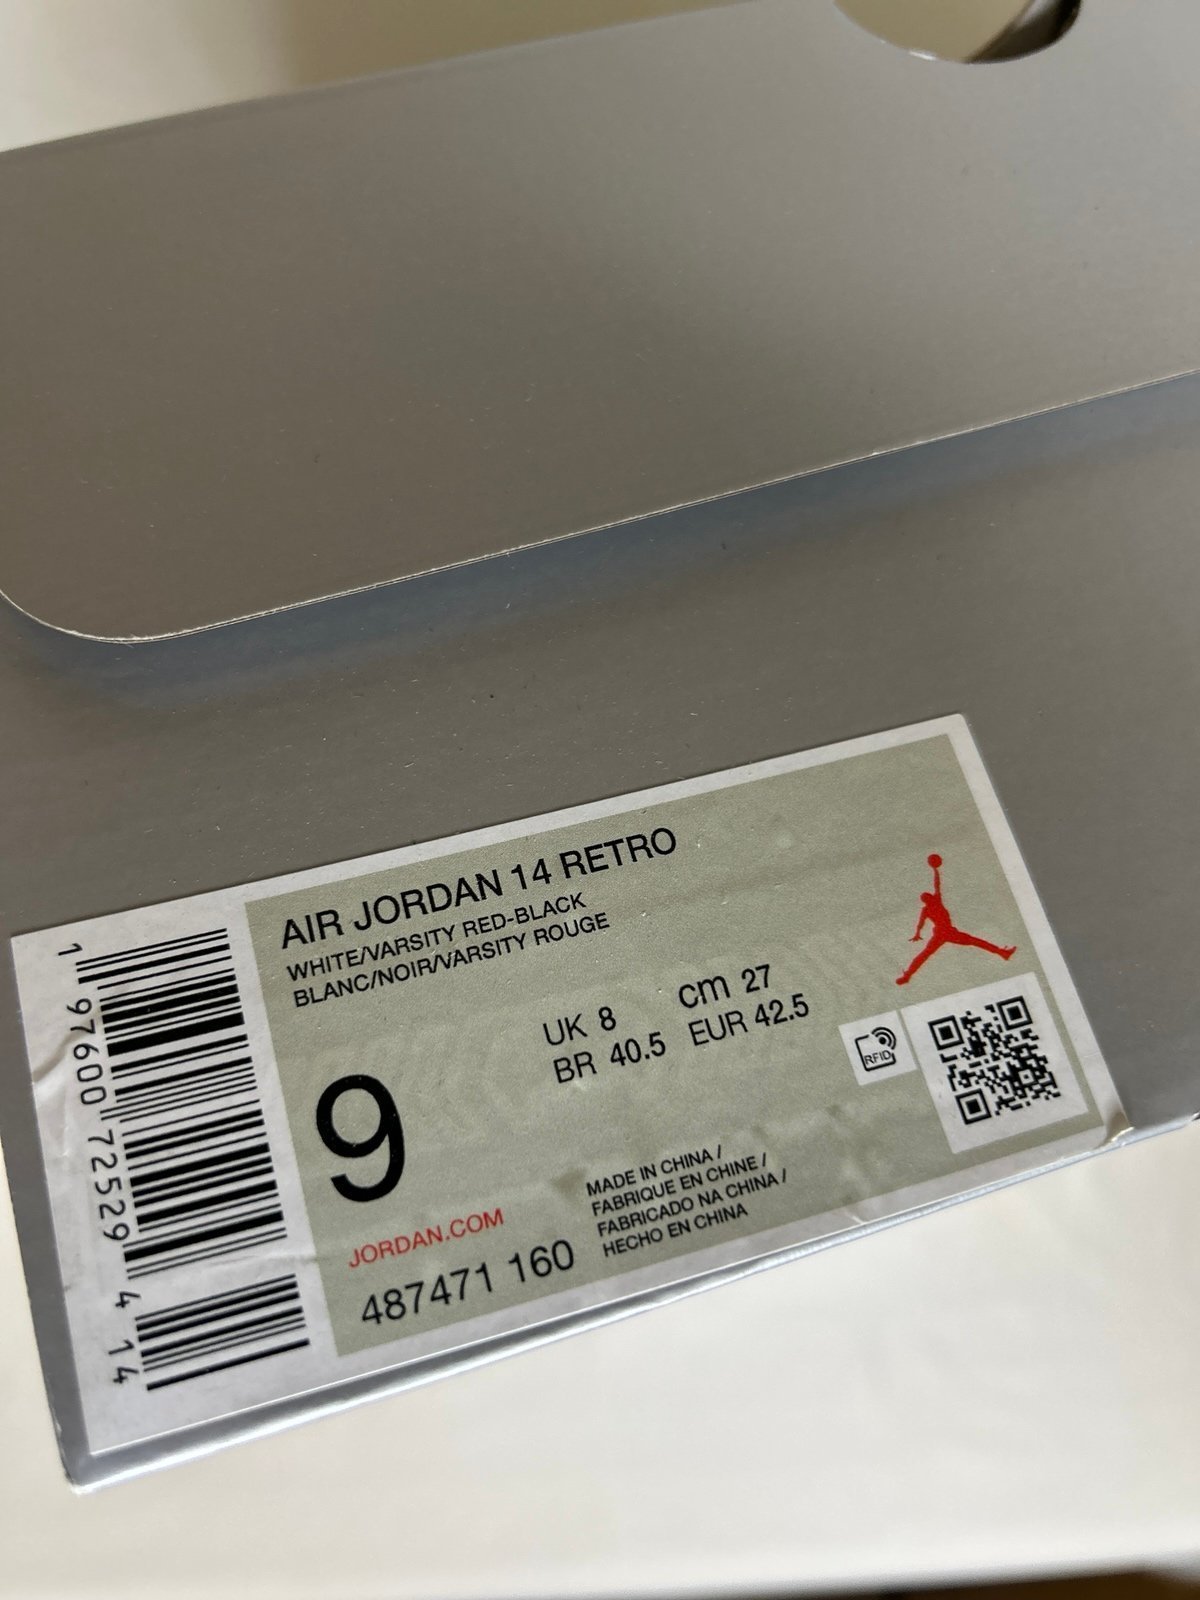 AIR JORDAN 14 RETRO
WHITE/VARSITY RED-BLACK
BLANC/NOIR/VARSITY ROUGE
UK 8 cm 27
BR 40.5 EUR 42.5
9
RFID
JORDAN.COM
487471 160
MADE IN CHINA /
FABRIQUE EN CHINE /
FABRICADO NA CHINA /
HECHO EN CHINA
1 97600 72529 4 14